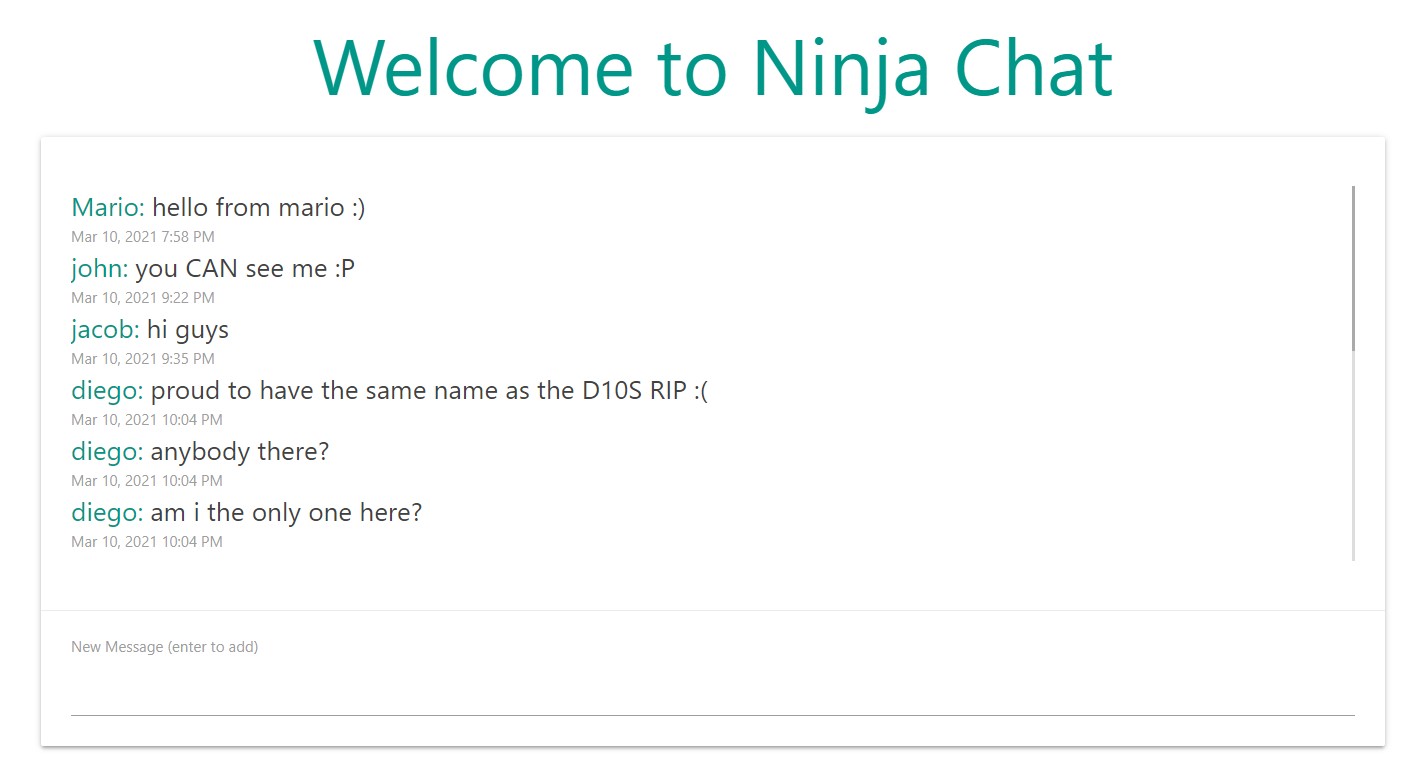 Welcome to Ninja Chat
Mario: hello from mario :)
Mar 10, 2021 7:58 PM
john: you CAN see me :P
Mar 10, 2021 9:22 PM
jacob: hi guys
Mar 10, 2021 9:35 PM
diego: proud to have the same name as the D10S RIP :(
Mar 10, 2021 10:04 PM
diego: anybody there?
Mar 10, 2021 10:04 PM
diego: am i the only one here?
Mar 10, 2021 10:04 PM
New Message (enter to add)